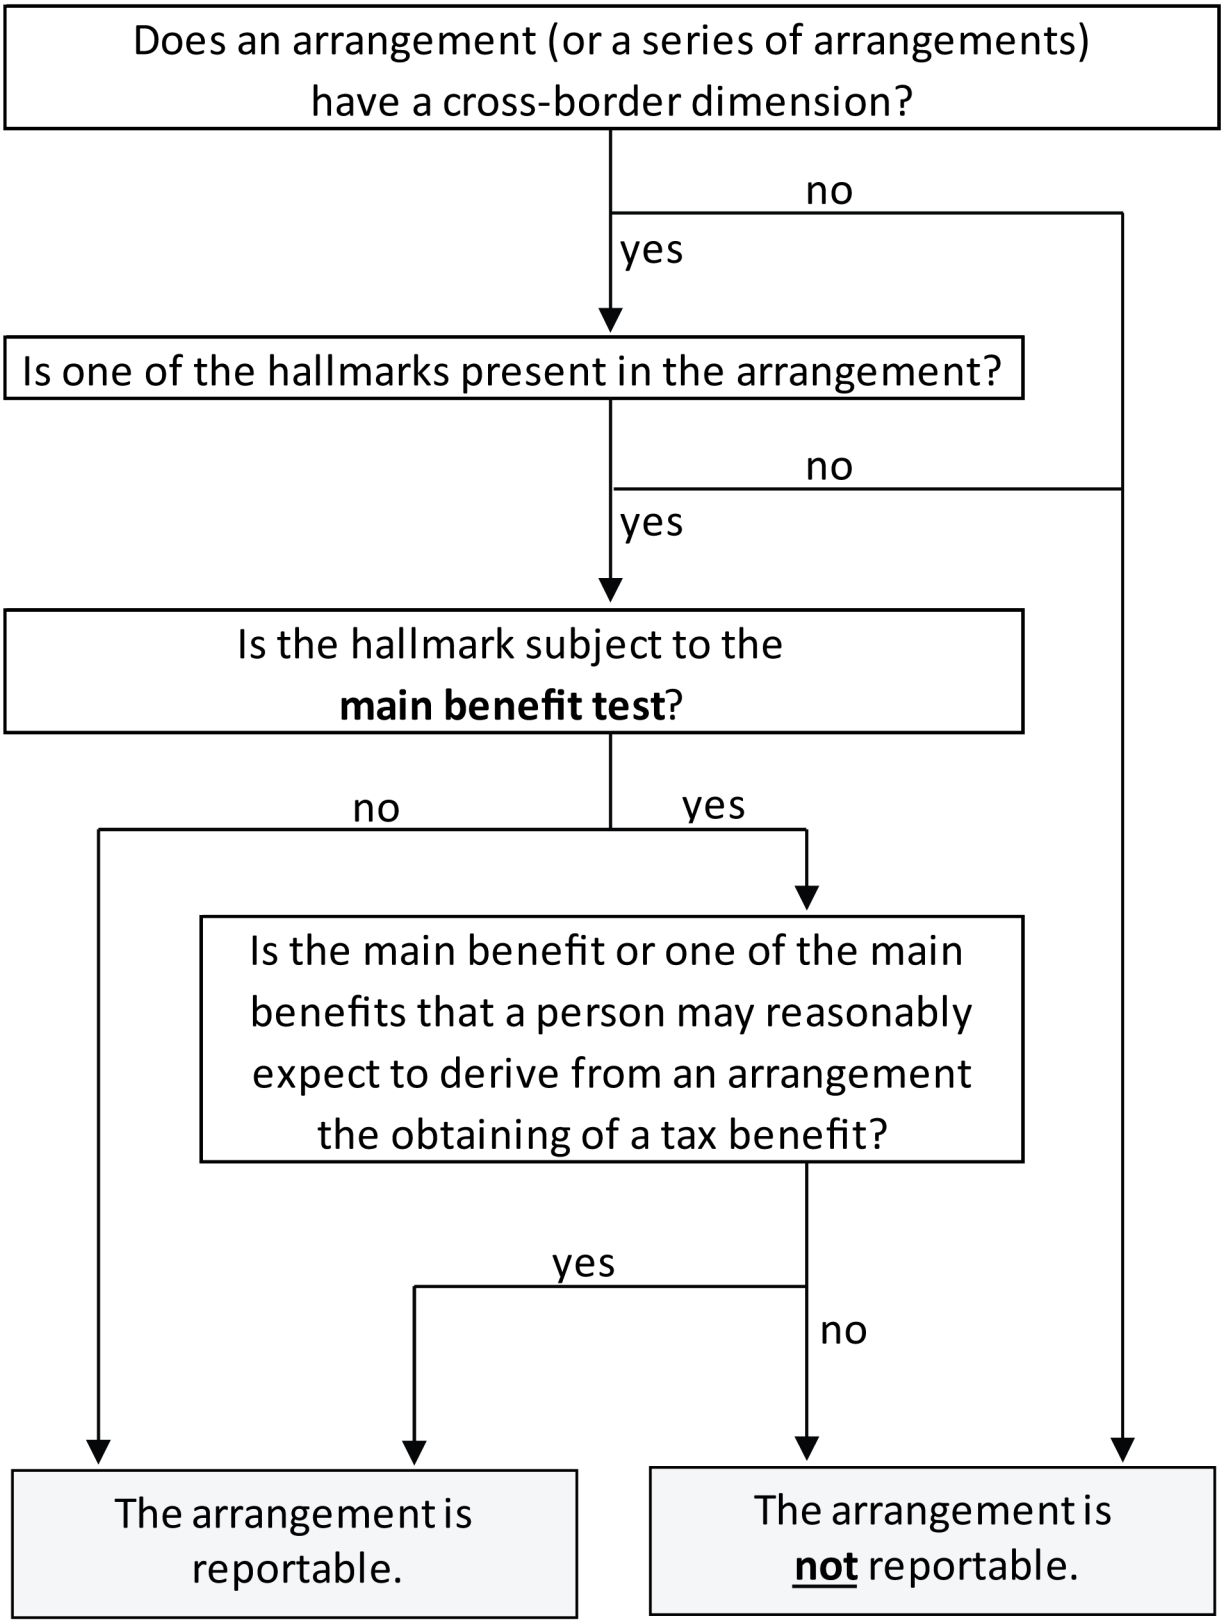 Does an arrangement (or a series of arrangements)
have a cross-border dimension?
no
yes
Is one of the hallmarks present in the arrangement?
no
yes
Is the hallmark subject to the
main benefit test?
no
yes
Is the main benefit or one of the main
benefits that a person may reasonably
expect to derive from an arrangement
the obtaining of a tax benefit?
yes
no
The arrangement is
reportable.
The arrangement is
not reportable.